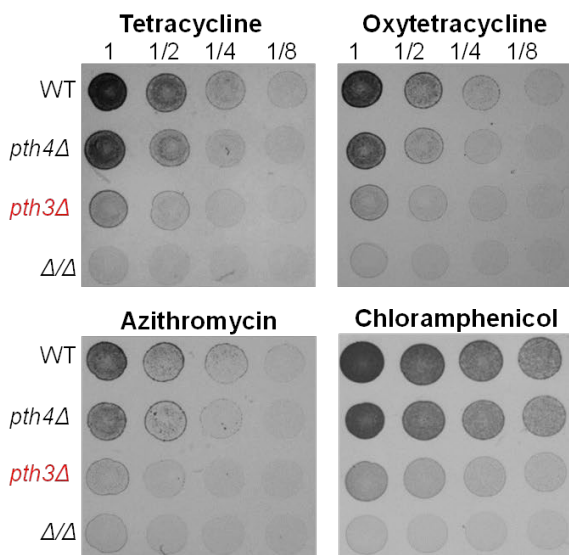 Tetracycline
Oxytetracycline
1 1/2 1/4 1/8
1 1/2 1/4 1/8
WT
pth4Δ
pth3Δ
Δ/Δ
Azithromycin
Chloramphenicol
WT
pth4Δ
pth3Δ
Δ/Δ